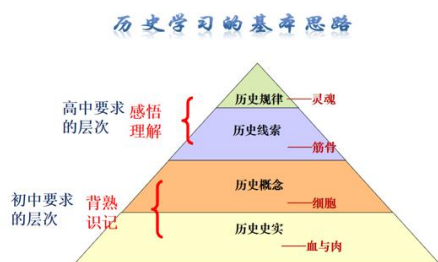 历史学习的基本思路
历史规律——灵魂
高中要求
的层次
感悟
理解
历史线索
——筋骨
历史概念
——细胞
初中要求
的层次
背熟
识记
历史史实
——血与肉